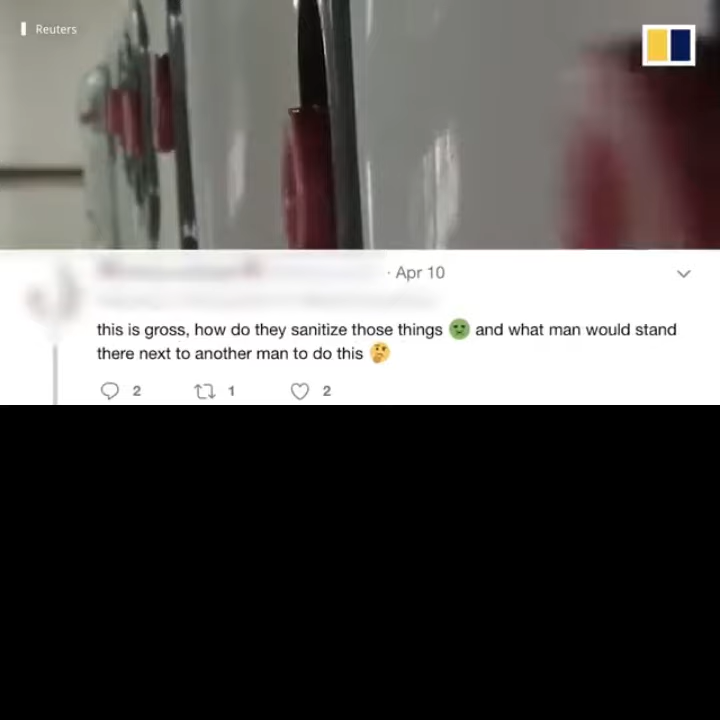 Reuters
· Apr 10
this is gross, how do they sanitize those things 🤢 and what man would stand
there next to another man to do this 🤔
2 1 2